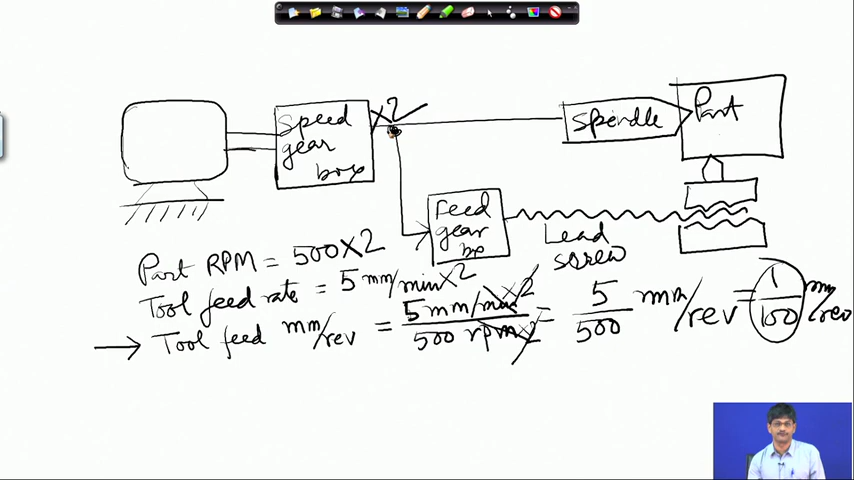 Speed gear box
X2
Spindle
Part
Feed gear bx
Lead screw
Part RPM = 500X2
Tool feed rate = 5 mm/min X2
→ Tool feed mm/rev = 5 mm/min X2 / 500 rpm X2 = 5/500 mm/rev = 1/100 mm/rev